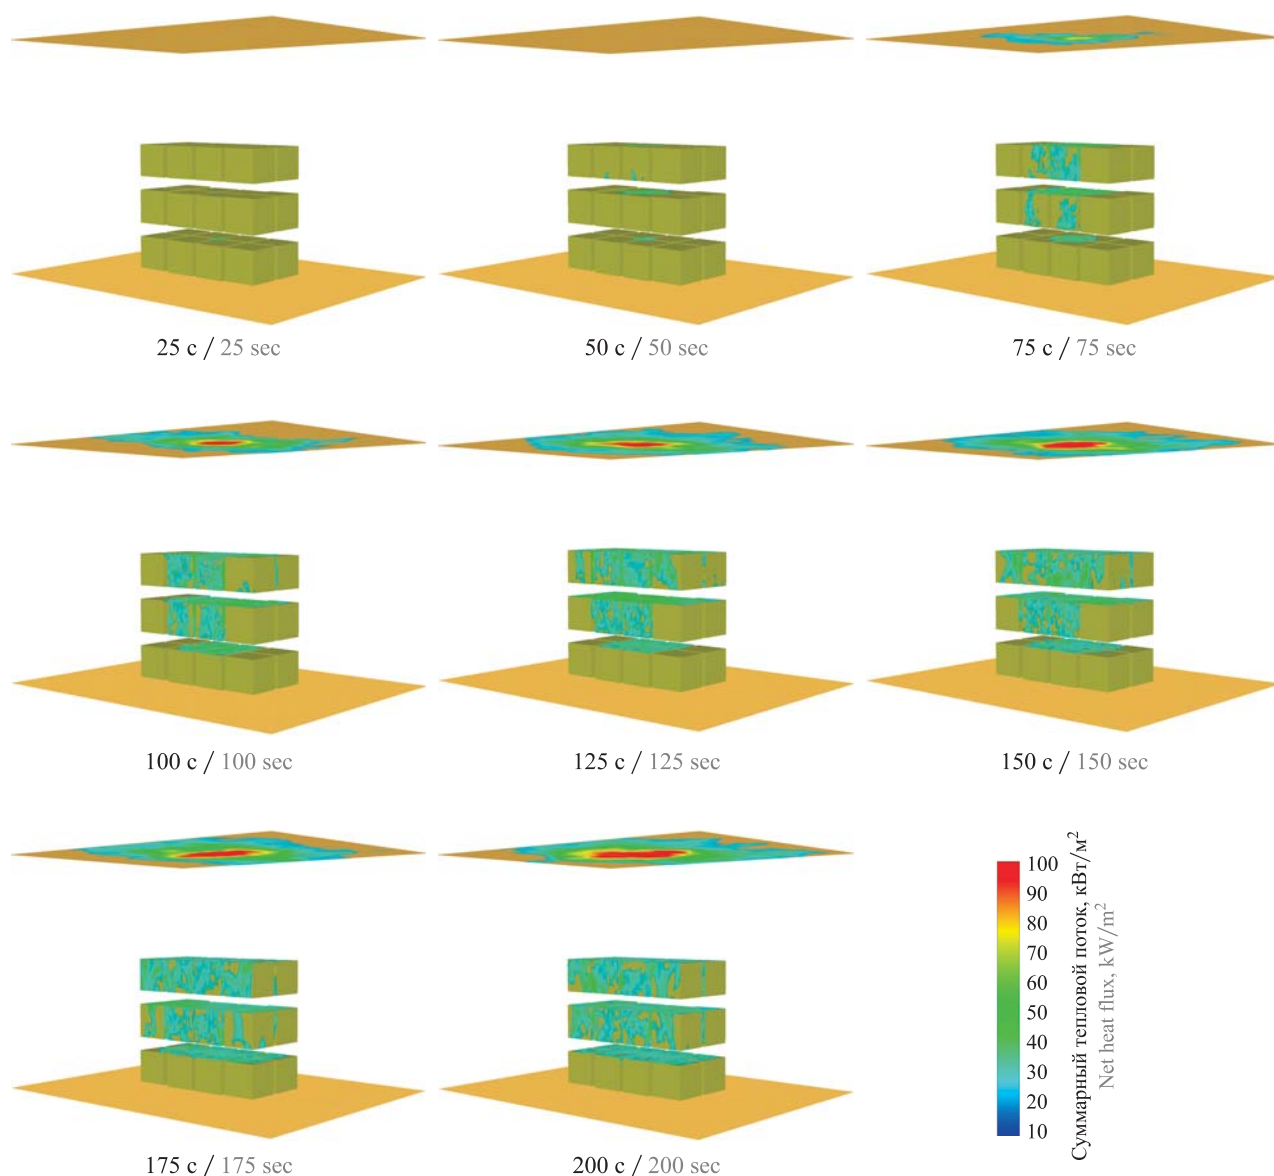 25 с / 25 sec
50 с / 50 sec
75 с / 75 sec
100 с / 100 sec
125 с / 125 sec
150 с / 150 sec
175 с / 175 sec
200 с / 200 sec
100
90
80
70
60
50
40
30
20
10
Суммарный тепловой поток, кВт/м²
Net heat flux, kW/m²